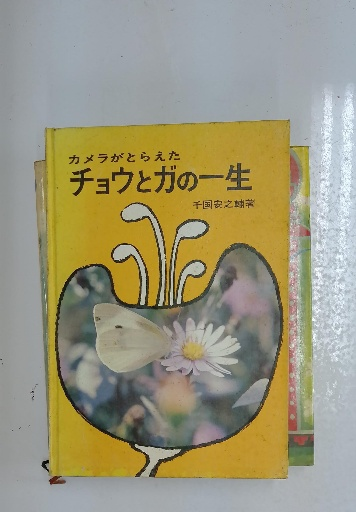 カメラがとらえた
チョウとガの一生
千国安之輔著